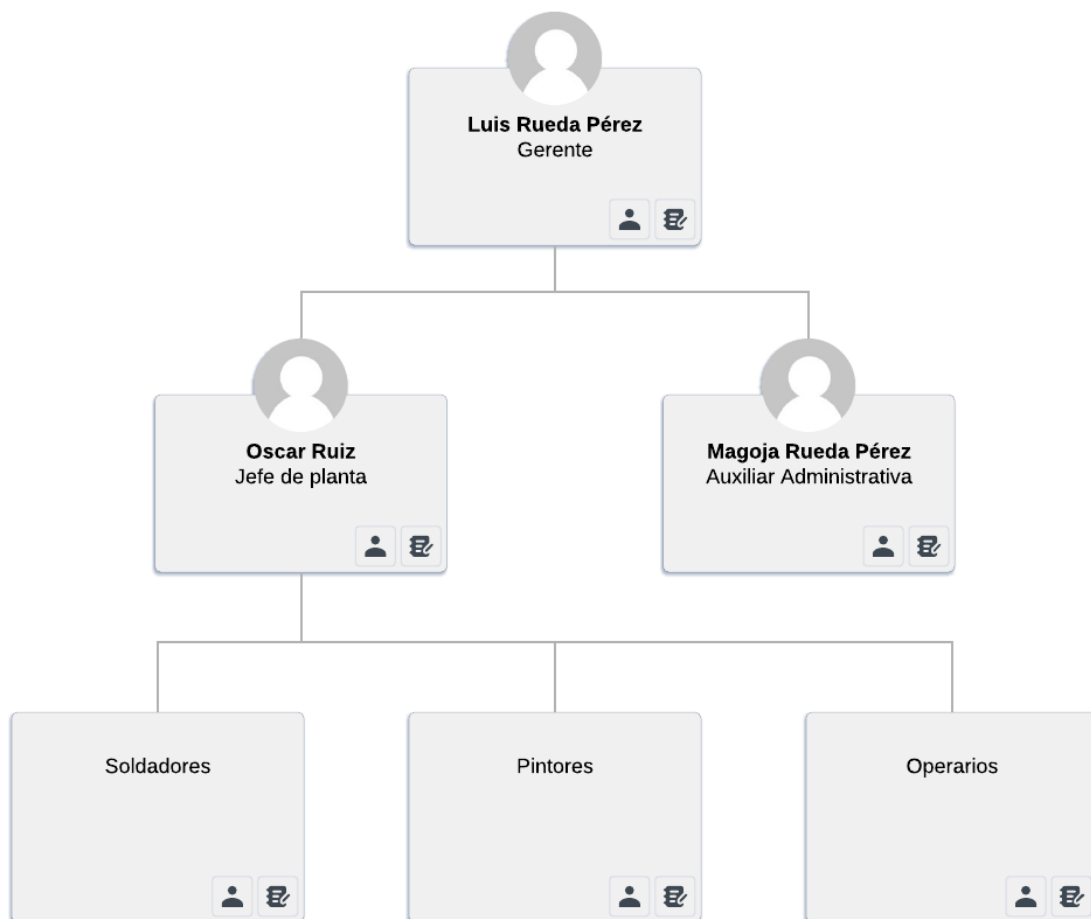 Luis Rueda Pérez
Gerente
Oscar Ruiz
Jefe de planta
Magoja Rueda Pérez
Auxiliar Administrativa
Soldadores
Pintores
Operarios